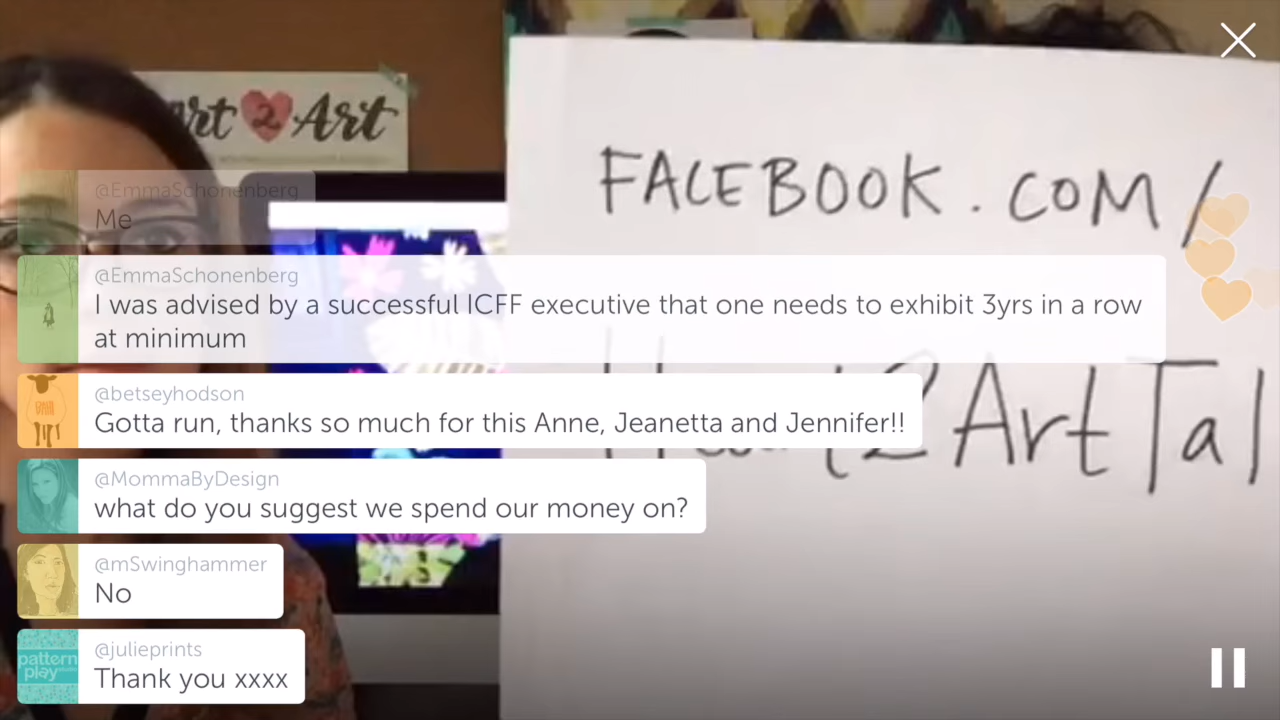 Art 2 Art
FACEBOOK.COM/
2ArtTal
@EmmaSchonenberg
Me
@EmmaSchonenberg
I was advised by a successful ICFF executive that one needs to exhibit 3yrs in a row
at minimum
@betseyhodson
Gotta run, thanks so much for this Anne, Jeanetta and Jennifer!!
@MommaByDesign
what do you suggest we spend our money on?
@mSwinghammer
No
pattern
play
@julieprints
Thank you xxxx